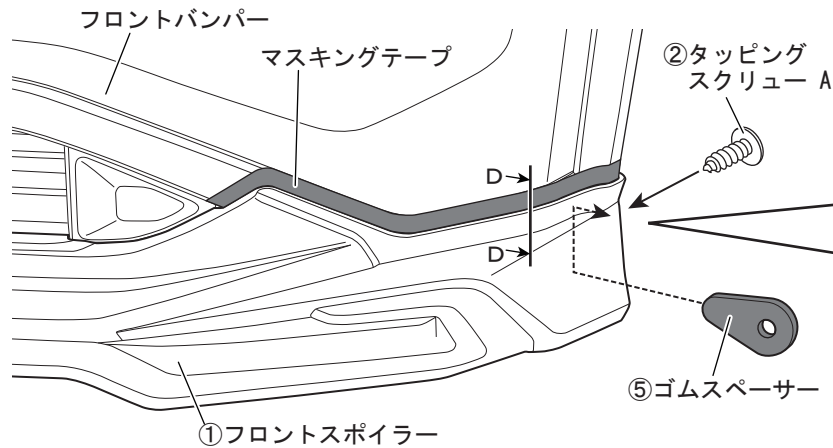 フロントバンパー
マスキングテープ
②タッピング
スクリュー A
D
D
⑤ゴムスペーサー
①フロントスポイラー